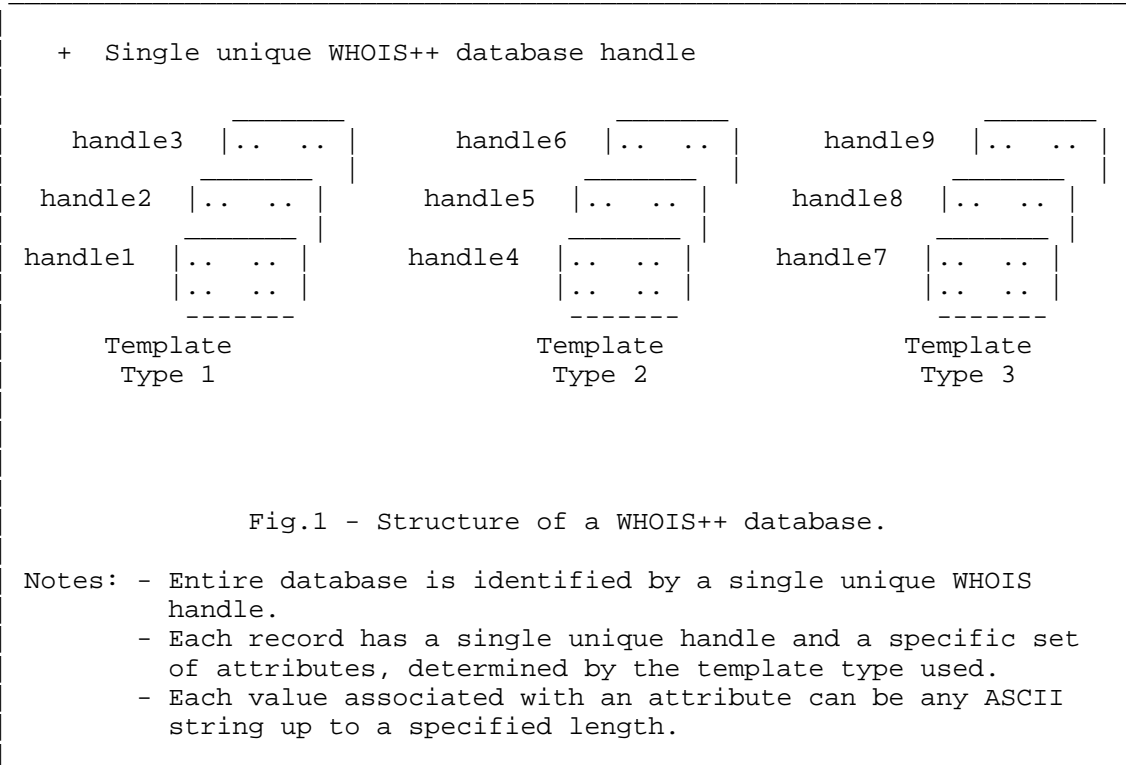 + Single unique WHOIS++ database handle
handle3 |.. .. | handle6 |.. .. | handle9 |.. .. |
handle2 |.. .. | handle5 |.. .. | handle8 |.. .. |
handle1 |.. .. | handle4 |.. .. | handle7 |.. .. |
|.. .. | |.. .. | |.. .. |
------- ------- -------
Template Template Template
Type 1 Type 2 Type 3
Fig.1 - Structure of a WHOIS++ database.
Notes: - Entire database is identified by a single unique WHOIS
handle.
- Each record has a single unique handle and a specific set
of attributes, determined by the template type used.
- Each value associated with an attribute can be any ASCII
string up to a specified length.